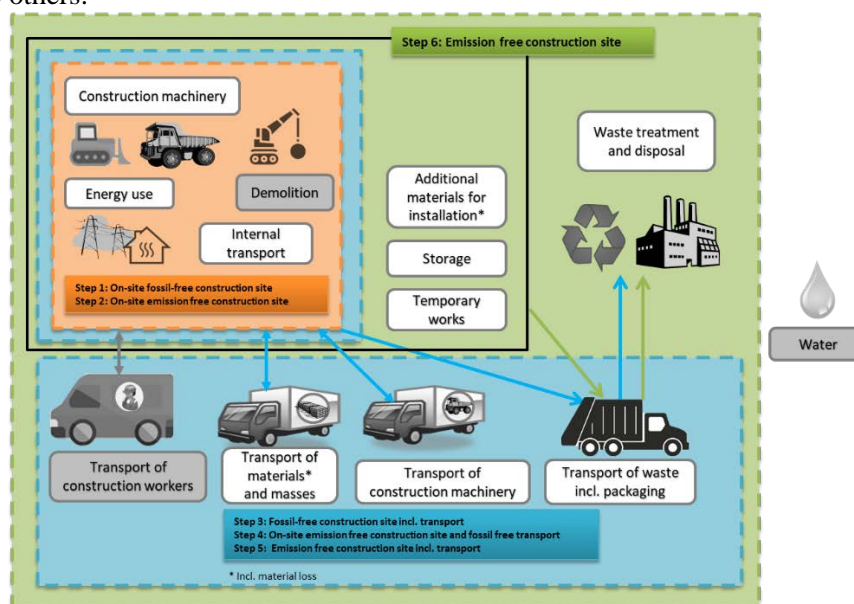 others.
Step 6: Emission free construction site
Construction machinery
Energy use
Demolition
Internal
transport
Step 1: On-site fossil-free construction site
Step 2: On-site emission free construction site
Additional
materials for
installation*
Storage
Temporary
works
Waste treatment
and disposal
Water
Transport of
construction workers
Transport of
materials*
and masses
Transport of
construction machinery
Transport of waste
incl. packaging
Step 3: Fossil-free construction site incl. transport
Step 4: On-site emission free construction site and fossil free transport
Step 5: Emission free construction site incl. transport
* Incl. material loss